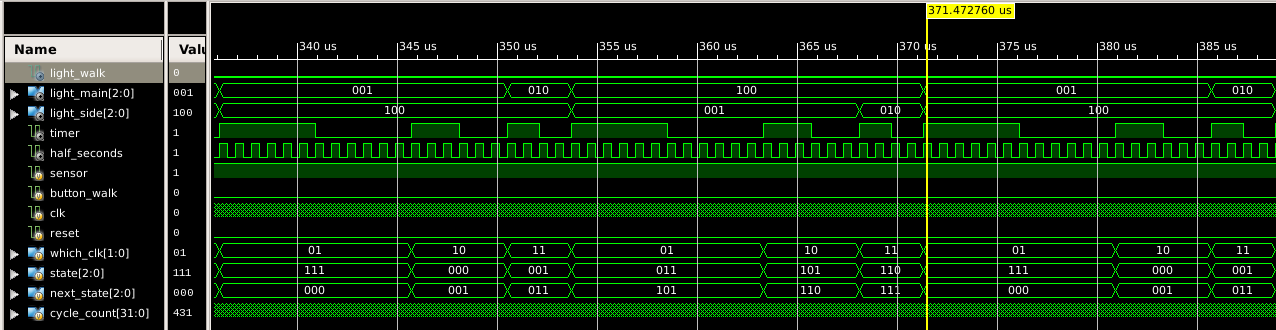 371.472760 us
Name Valu
340 us 345 us 350 us 355 us 360 us 365 us 370 us 375 us 380 us 385 us
light_walk 0
light_main[2:0] 001 001 010 100 001 010
light_side[2:0] 100 100 001 010 100
timer 1
half_seconds 1
sensor 1
button_walk 0
clk 0
reset 0
which_clk[1:0] 01 01 10 11 01 10 11 01 10 11
state[2:0] 111 111 000 001 011 101 110 111 000 001
next_state[2:0] 000 000 001 011 101 110 111 000 001 011
cycle_count[31:0] 431